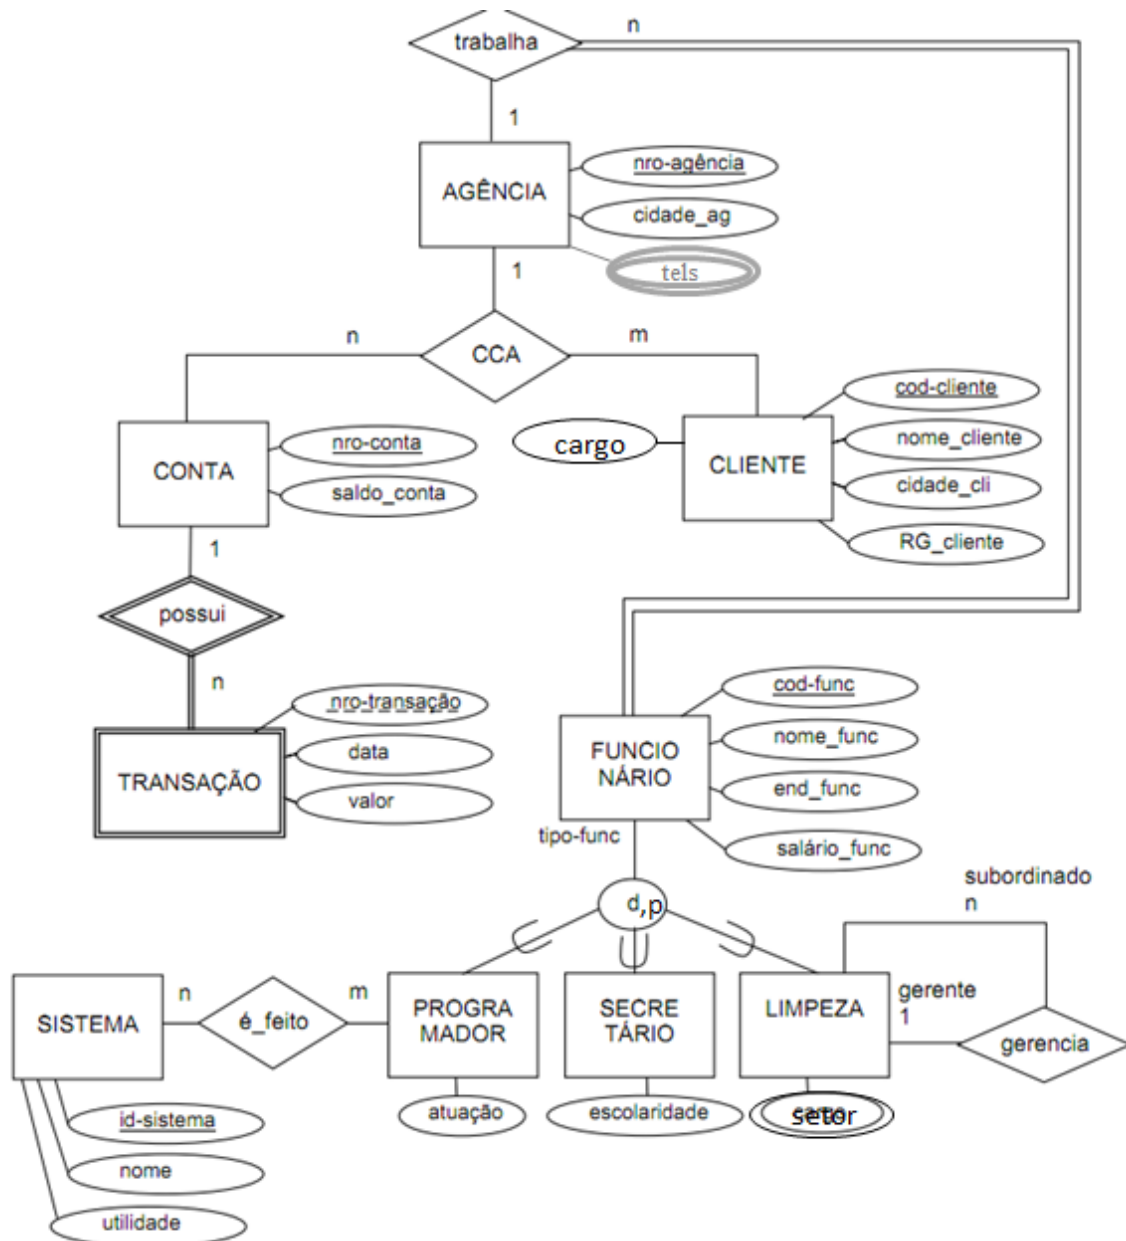 trabalha
n
1
AGÊNCIA
nro-agência
cidade_ag
tels
1
n
CCA
m
CONTA
nro-conta
saldo_conta
cargo
CLIENTE
cod-cliente
nome_cliente
cidade_cli
RG_cliente
1
possui
n
TRANSAÇÃO
nro-transação
data
valor
FUNCIO
NÁRIO
cod-func
nome_func
end_func
salário_func
tipo-func
d,p
subordinado
n
SISTEMA
n
é_feito
m
PROGRA
MADOR
SECRE
TÁRIO
LIMPEZA
gerente
1
gerencia
atuação
escolaridade
setor
id-sistema
nome
utilidade